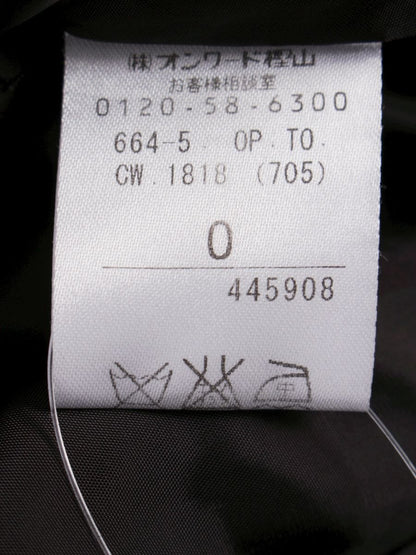 (株)オンワード樫山
お客様相談室
0120-58-6300
664-5. OP.TO.
CW.1818 (705)
0
445908
中